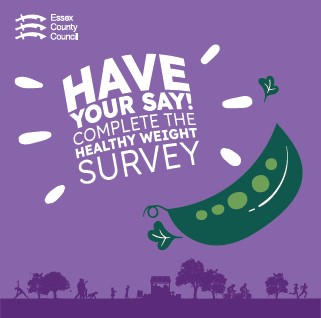 Essex
County
Council
HAVE
YOUR SAY!
COMPLETE THE
HEALTHY WEIGHT
SURVEY